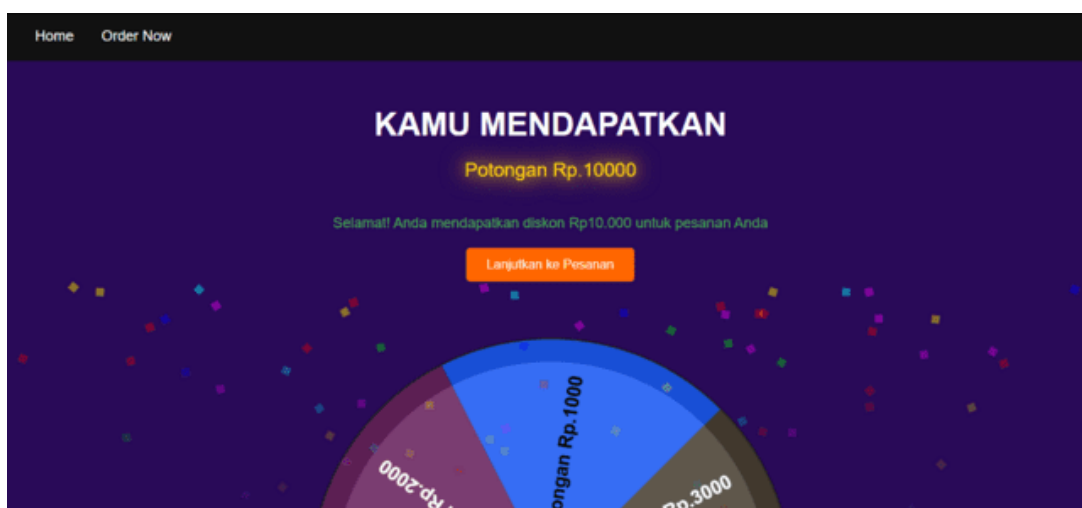 Home Order Now
KAMU MENDAPATKAN
Potongan Rp.10000
Selamat! Anda mendapatkan diskon Rp10.000 untuk pesanan Anda
Lanjutkan ke Pesanan
Rp.2000
ongan Rp.1000
Rp.3000